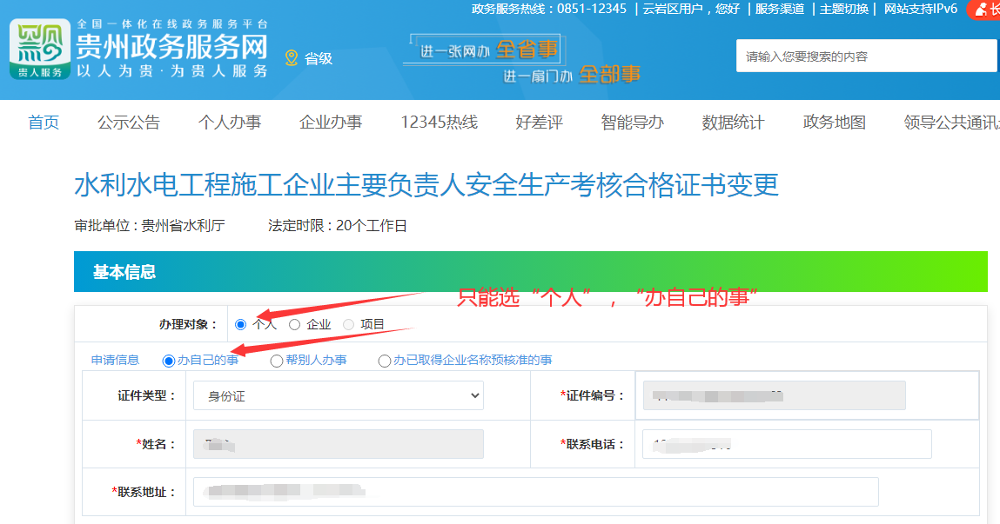 政务服务热线：0851-12345 | 云岩区用户，您好 | 服务渠道 | 主题切换 | 网站支持IPv6 长
全国一体化在线政务服务平台
贵州政务服务网
以人为贵·为贵人服务
贵人服务
省级
进一张网办 全省事
进一扇门办 全部事
请输入您要搜索的内容
首页 公示公告 个人办事 企业办事 12345热线 好差评 智能导办 数据统计 政务地图 领导公共通讯
水利水电工程施工企业主要负责人安全生产考核合格证书变更
审批单位：贵州省水利厅 法定时限：20个工作日
基本信息
只能选“个人”，“办自己的事”
办理对象： 个人 企业 项目
申请信息 办自己的事 帮别人办事 办已取得企业名称预核准的事
证件类型： 身份证 *证件编号：
*姓名： *联系电话：
*联系地址：